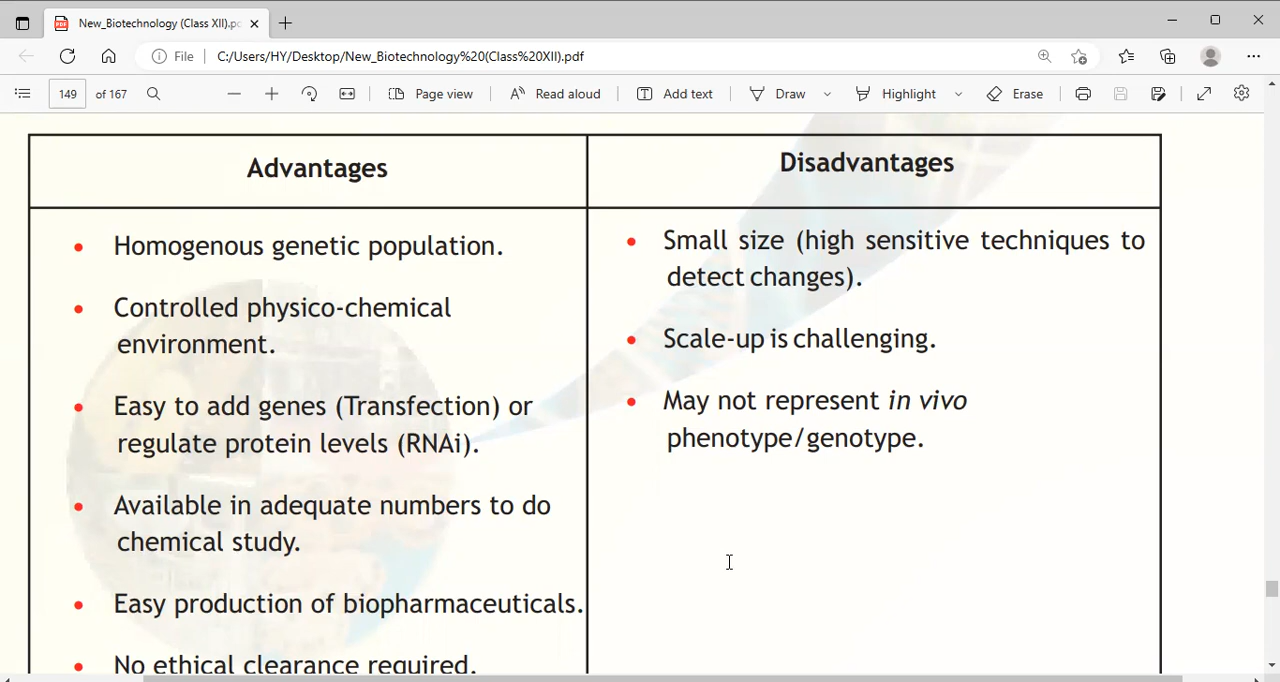 New_Biotechnology (Class XII).p
File
C:/Users/HY/Desktop/New_Biotechnology%20(Class%20XII).pdf
149 of 167
Page view
Read aloud
Add text
Draw
Highlight
Erase
Advantages
Homogenous genetic population.
Controlled physico-chemical
environment.
Easy to add genes (Transfection) or
regulate protein levels (RNAi).
Available in adequate numbers to do
chemical study.
Easy production of biopharmaceuticals.
No ethical clearance required.
Disadvantages
Small size (high sensitive techniques to
detect changes).
Scale-up is challenging.
May not represent in vivo
phenotype/genotype.